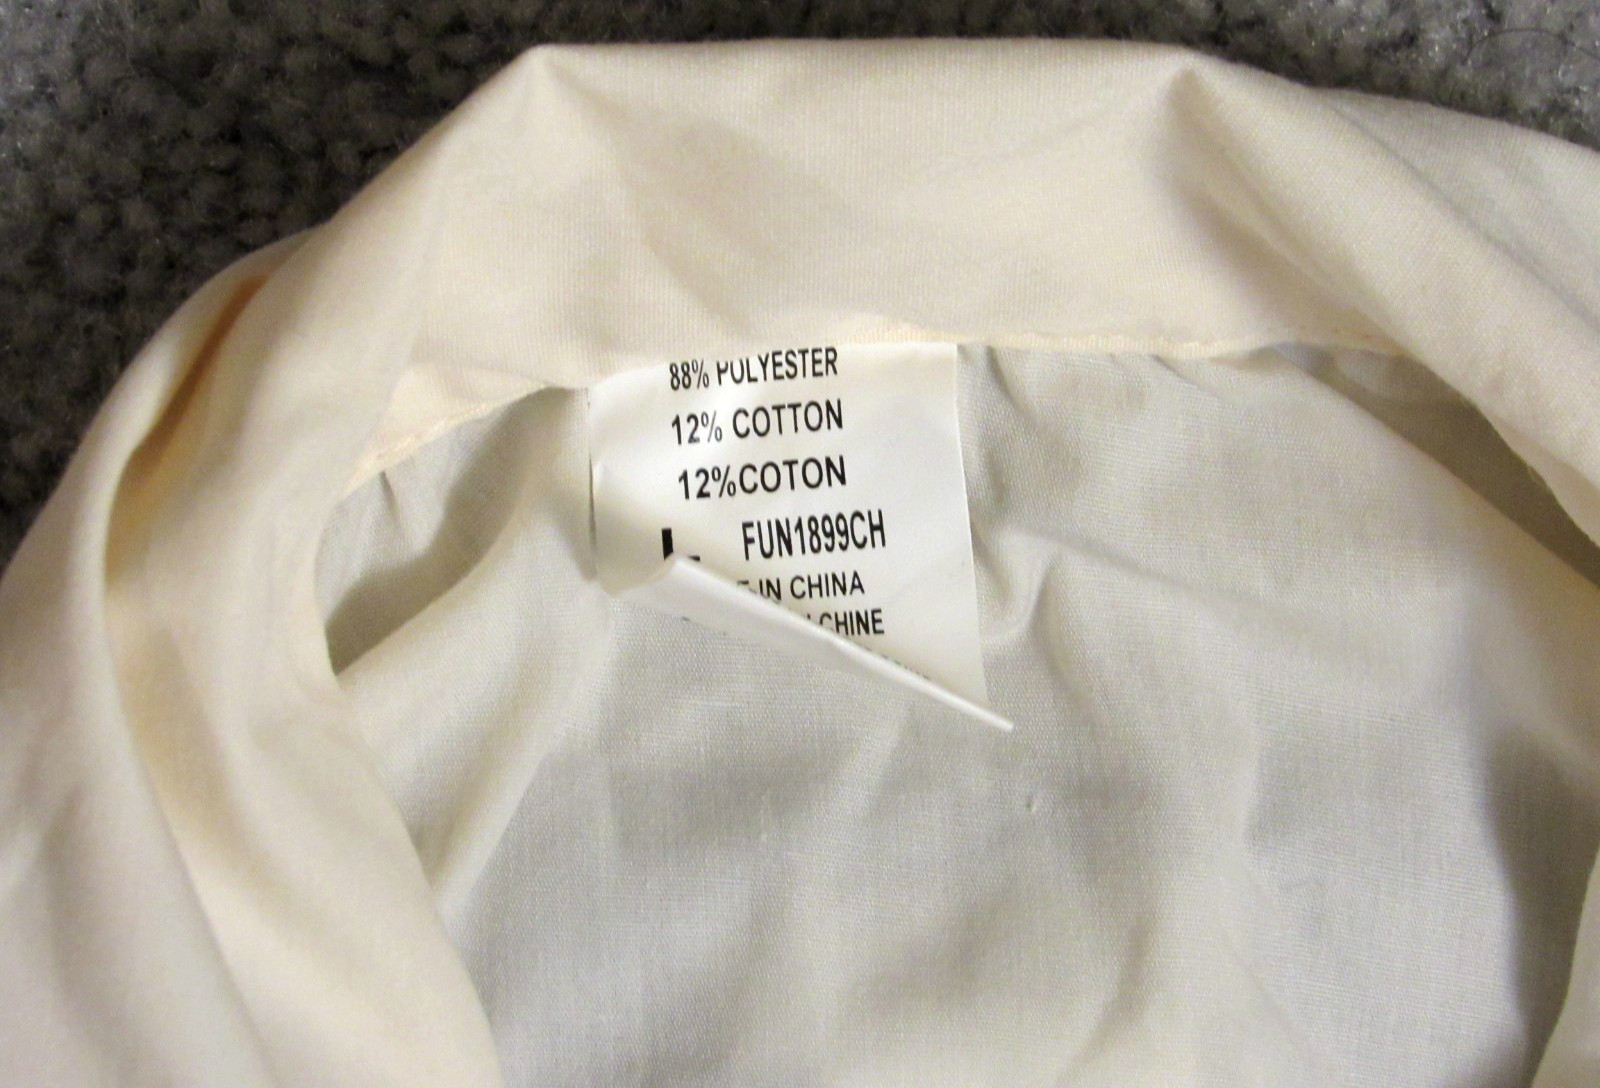 88% POLYESTER
12% COTTON
12%COTON
L FUN1899CH
IN CHINA
CHINE